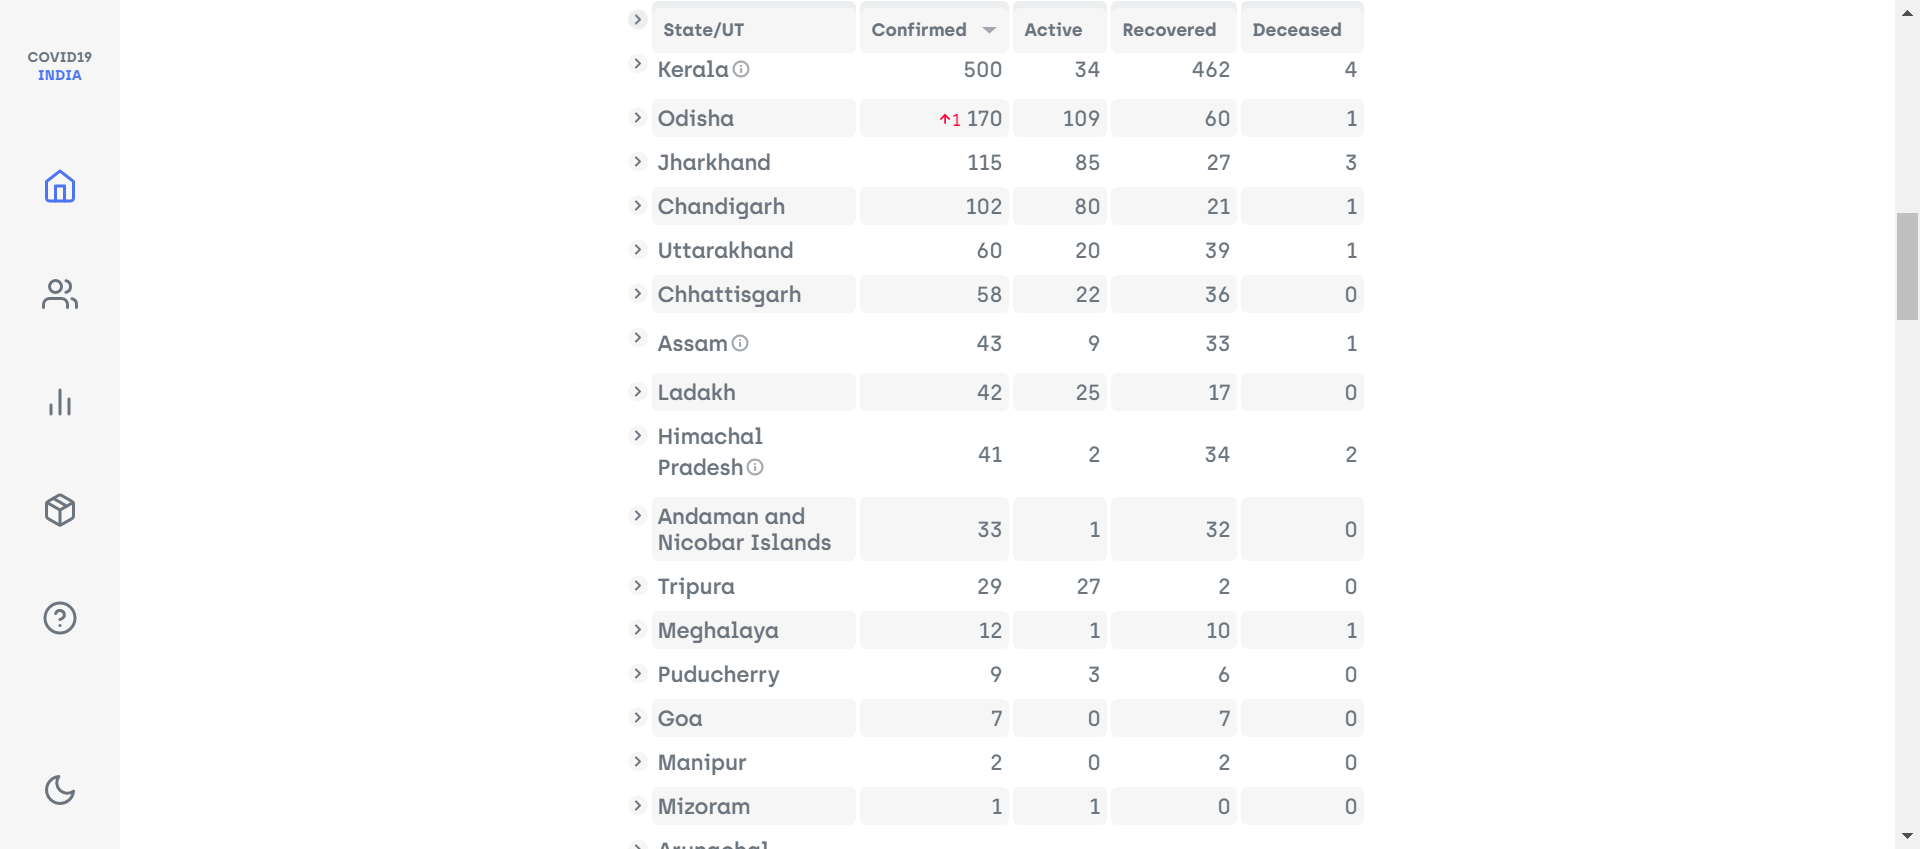 COVID19
INDIA
State/UT Confirmed Active Recovered Deceased
Kerala 500 34 462 4
Odisha 1 170 109 60 1
Jharkhand 115 85 27 3
Chandigarh 102 80 21 1
Uttarakhand 60 20 39 1
Chhattisgarh 58 22 36 0
Assam 43 9 33 1
Ladakh 42 25 17 0
Himachal
Pradesh 41 2 34 2
Andaman and
Nicobar Islands 33 1 32 0
Tripura 29 27 2 0
Meghalaya 12 1 10 1
Puducherry 9 3 6 0
Goa 7 0 7 0
Manipur 2 0 2 0
Mizoram 1 1 0 0
Arunachal